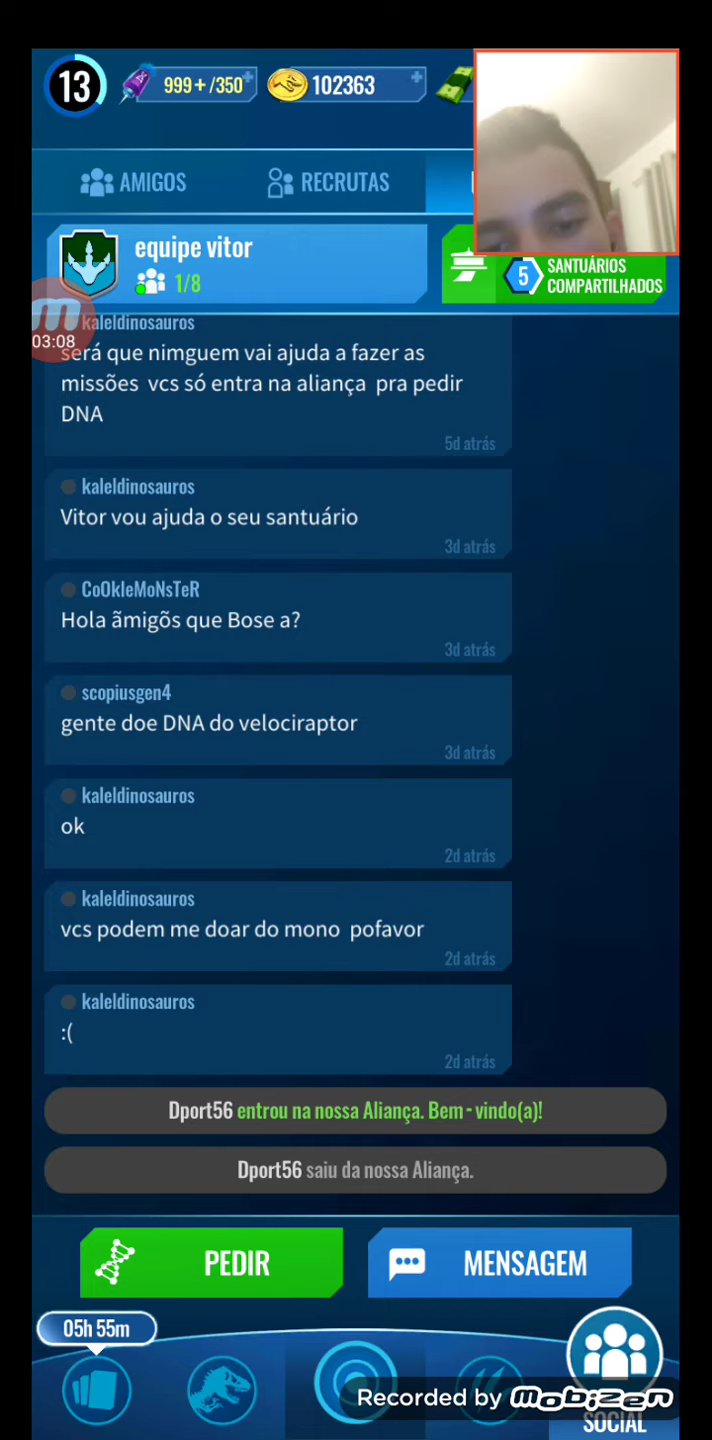 13
999+/350
102363
AMIGOS
RECRUTAS
equipe vitor
1/8
5
SANTUÁRIOS
COMPARTILHADOS
03:08
kaleldinosauros
será que nimguem vai ajuda a fazer as
missões vcs só entra na aliança pra pedir
DNA
5d atrás
kaleldinosauros
Vitor vou ajuda o seu santuário
3d atrás
CoOkIeMoNsTeR
Hola ãmigõs que Bose a?
3d atrás
scopiusgen4
gente doe DNA do velociraptor
3d atrás
kaleldinosauros
ok
2d atrás
kaleldinosauros
vcs podem me doar do mono pofavor
2d atrás
kaleldinosauros
:(
2d atrás
Dport56 entrou na nossa Aliança. Bem-vindo(a)!
Dport56 saiu da nossa Aliança.
PEDIR
MENSAGEM
05h 55m
Recorded by mobizen
SOCIAL